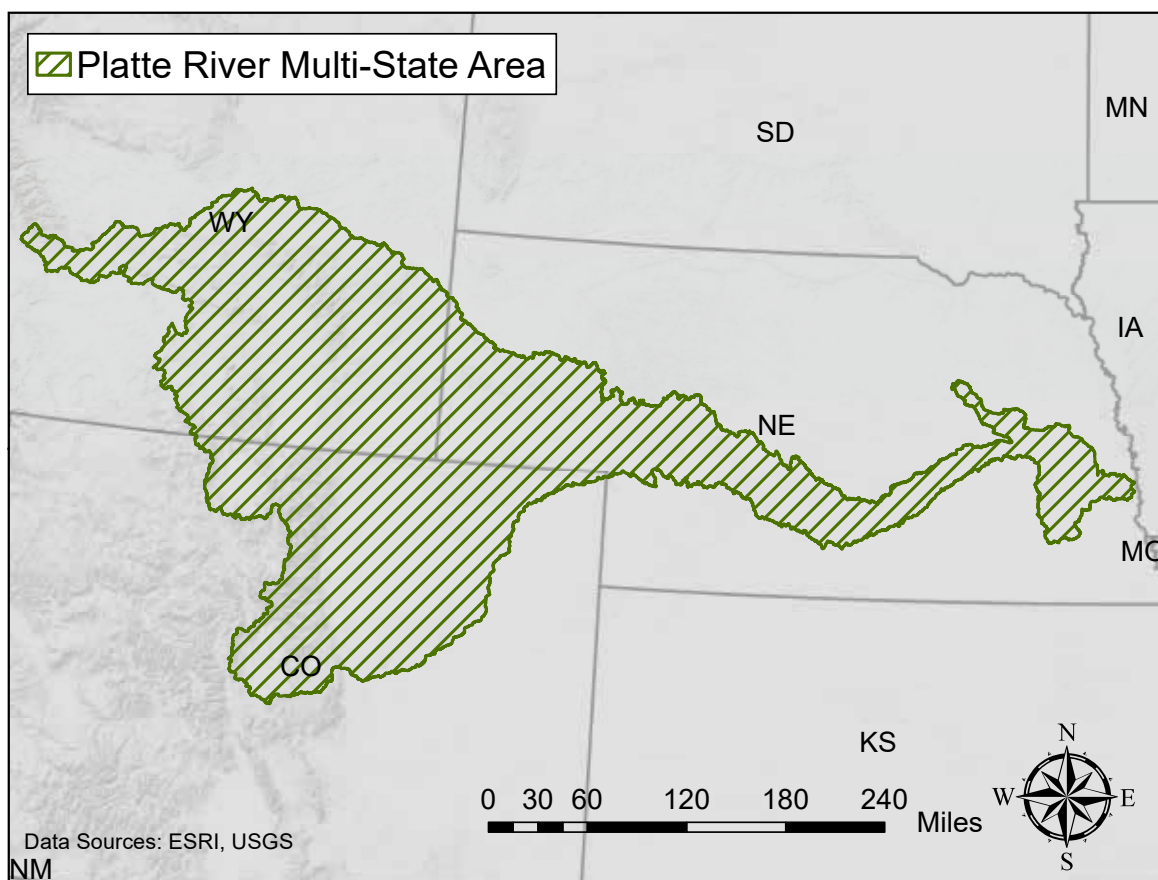 Platte River Multi-State Area
MN
SD
WY
IA
NE
MO
CO
KS
N
W E
S
0 30 60 120 180 240
Miles
Data Sources: ESRI, USGS
NM